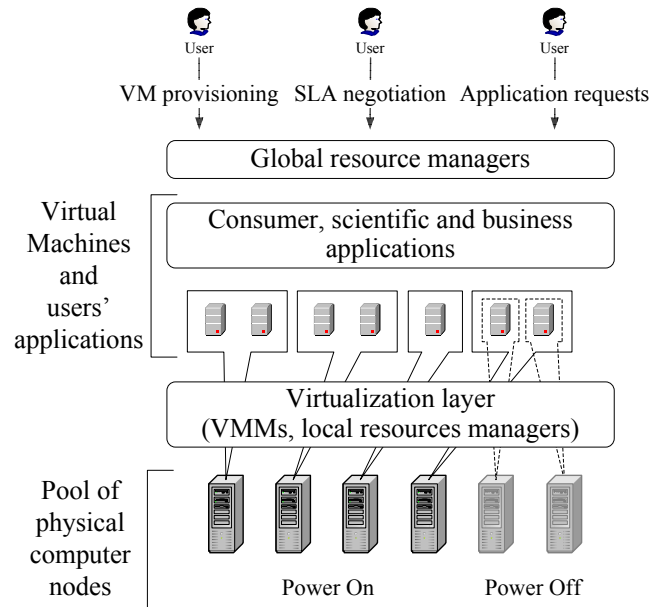 User
User
User
VM provisioning
SLA negotiation
Application requests
Global resource managers
Virtual
Machines
and
users’
applications
Consumer, scientific and business
applications
Virtualization layer
(VMMs, local resources managers)
Pool of
physical
computer
nodes
Power On
Power Off